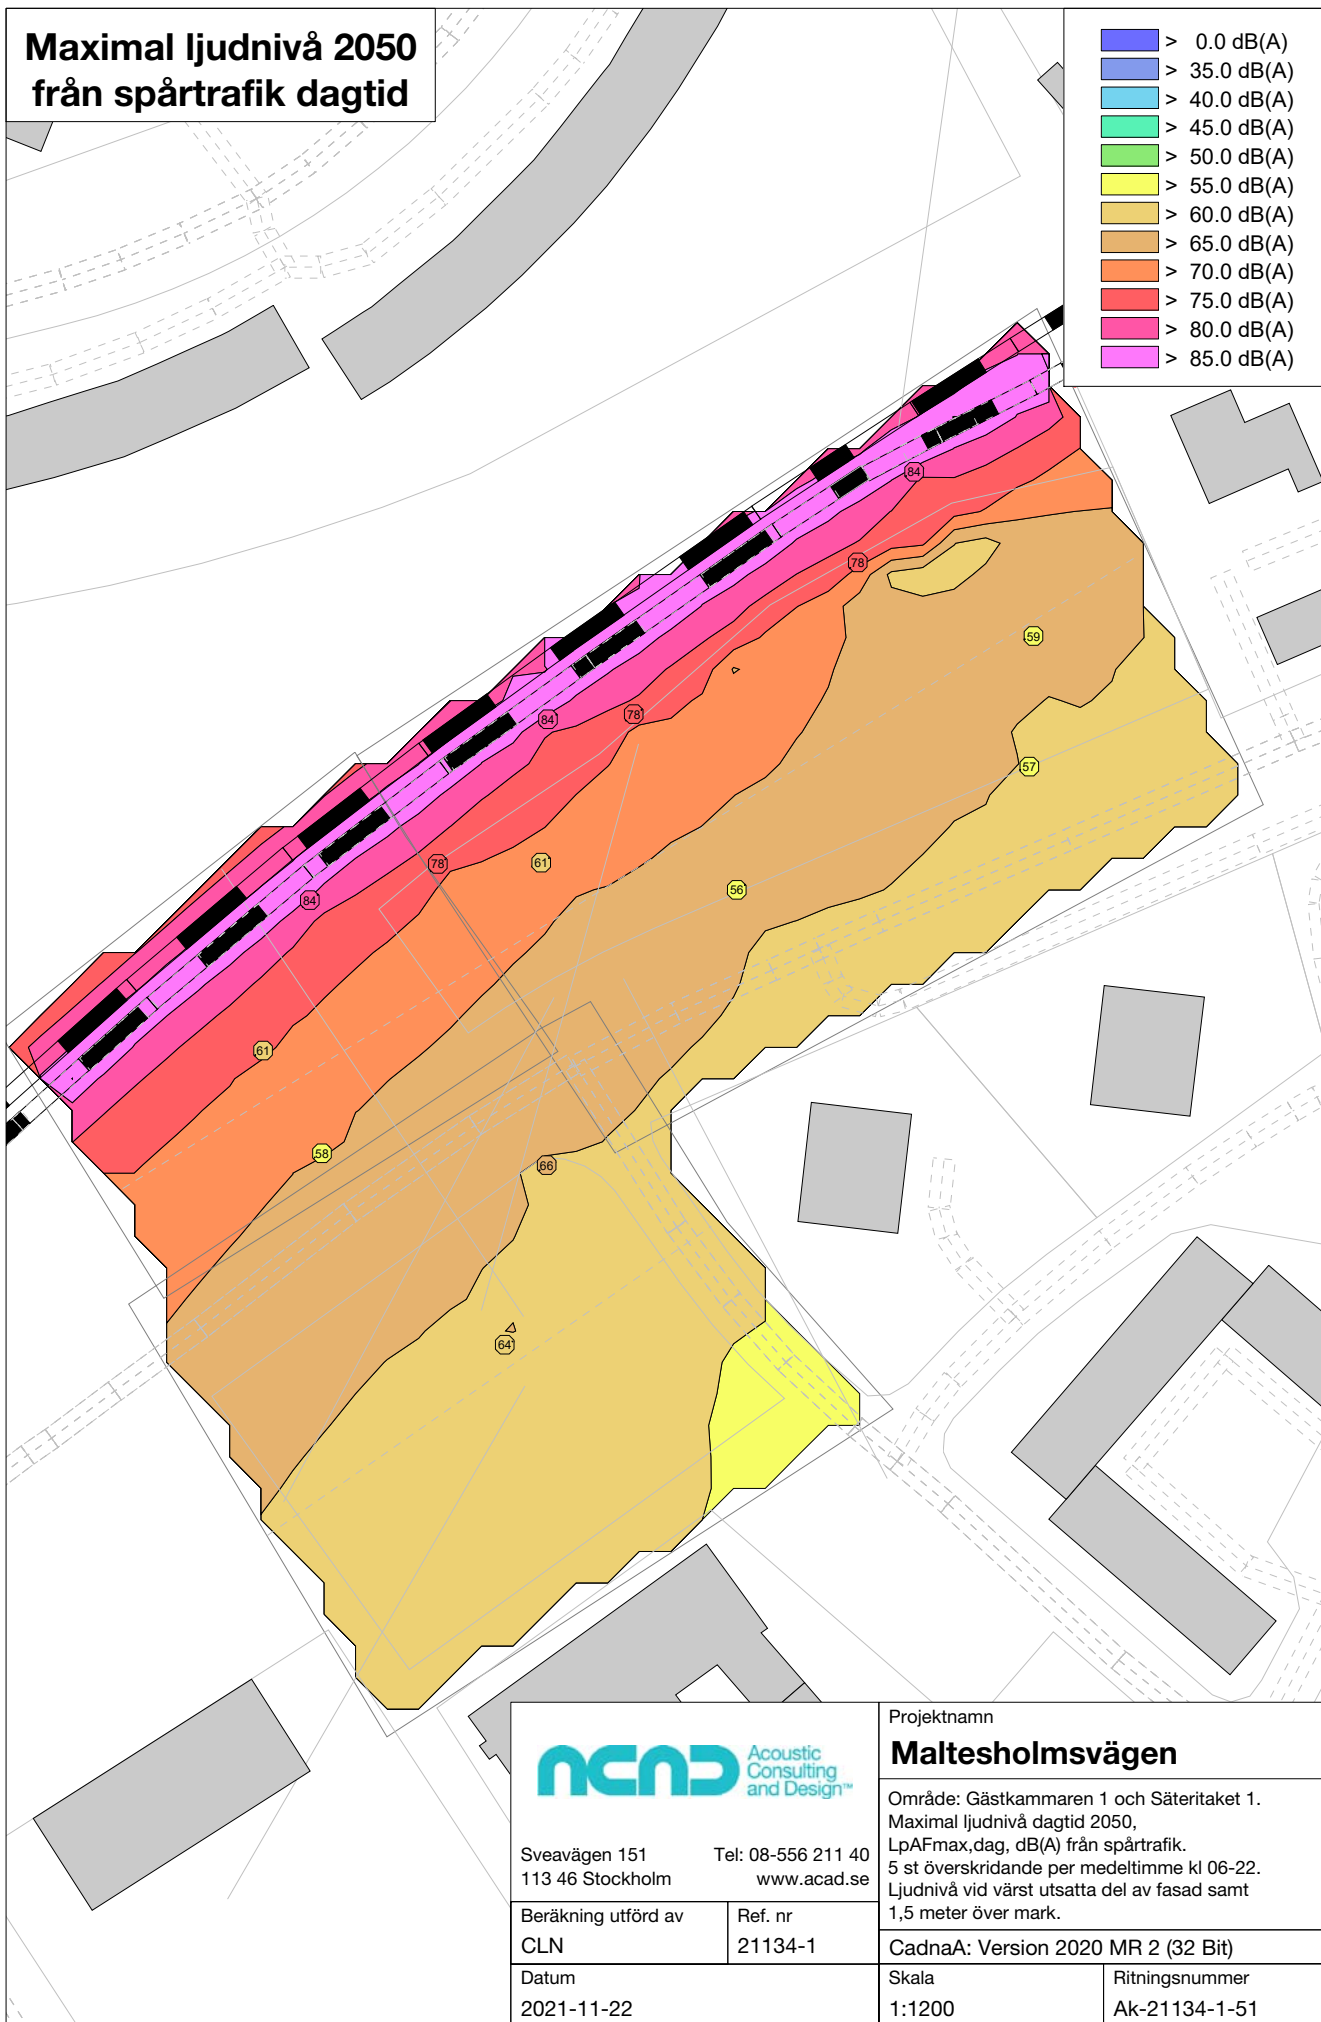 Maximal ljudnivå 2050
från spårtrafik dagtid
> 0.0 dB(A)
> 35.0 dB(A)
> 40.0 dB(A)
> 45.0 dB(A)
> 50.0 dB(A)
> 55.0 dB(A)
> 60.0 dB(A)
> 65.0 dB(A)
> 70.0 dB(A)
> 75.0 dB(A)
> 80.0 dB(A)
> 85.0 dB(A)
84
78
59
84
78
57
78
61
56
84
61
58
66
64
acad
Acoustic
Consulting
and Design™
Sveavägen 151
Tel: 08-556 211 40
113 46 Stockholm
www.acad.se
Beräkning utförd av
CLN
Ref. nr
21134-1
Datum
2021-11-22
Projektnamn
Maltesholmsvägen
Område: Gästkammaren 1 och Säteritaket 1.
Maximal ljudnivå dagtid 2050,
LpAFmax,dag, dB(A) från spårtrafik.
5 st överskridande per medeltimme kl 06-22.
Ljudnivå vid värst utsatta del av fasad samt
1,5 meter över mark.
CadnaA: Version 2020 MR 2 (32 Bit)
Skala
1:1200
Ritningsnummer
Ak-21134-1-51